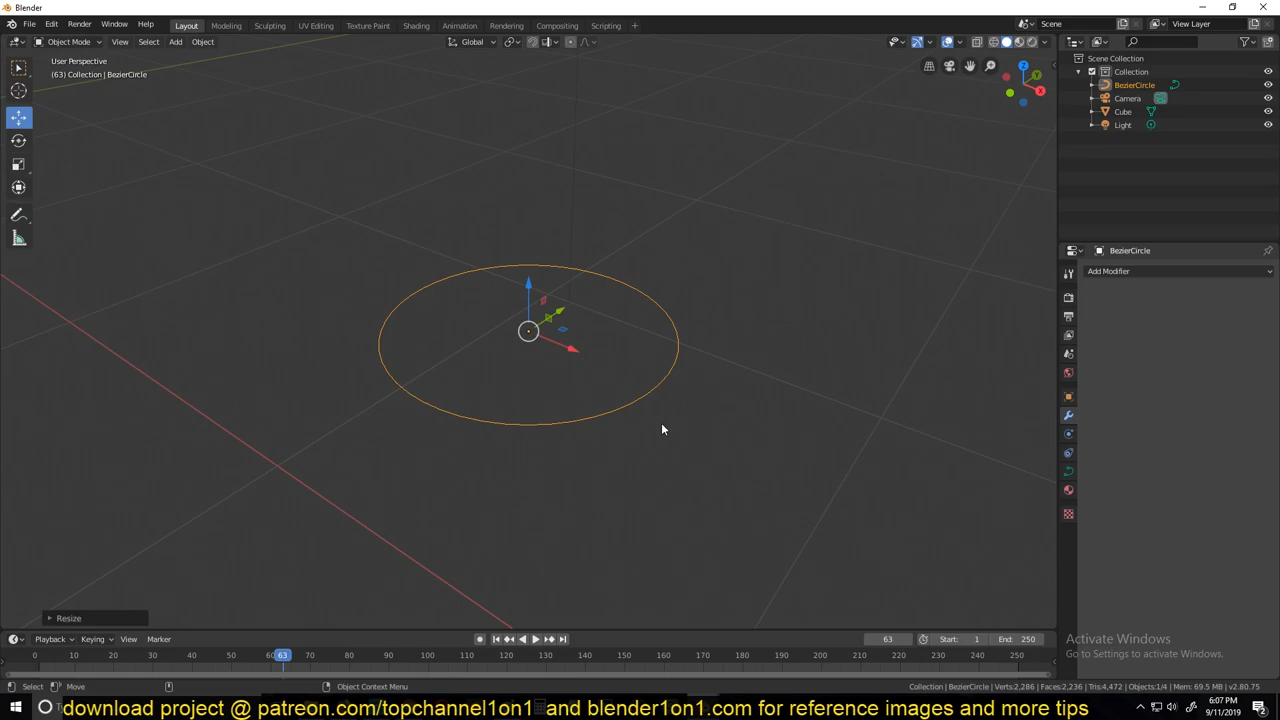 Blender
File Edit Render Window Help Layout Modeling Sculpting UV Editing Texture Paint Shading Animation Rendering Compositing Scripting + Scene View Layer
Object Mode View Select Add Object Global
User Perspective
(63) Collection | BezierCircle
Scene Collection
Collection
BezierCircle
Camera
Cube
Light
Z
Y
X
BezierCircle
Add Modifier
Resize
Playback Keying View Marker 63 Start: 1 End: 250
0 10 20 30 40 50 60 63 70 80 90 100 110 120 130 140 150 160 170 180 190 200 210 220 230 240 250
Activate Windows
Go to Settings to activate Windows.
Select Move Object Context Menu Collection | BezierCircle | Verts:2,286 | Faces:2,236 | Tris:4,472 | Objects:1/4 | Mem: 69.5 MB | v2.80.75
6:07 PM
9/11/2019
download project @ patreon.com/topchannel1on1 and blender1on1.com for reference images and more tips